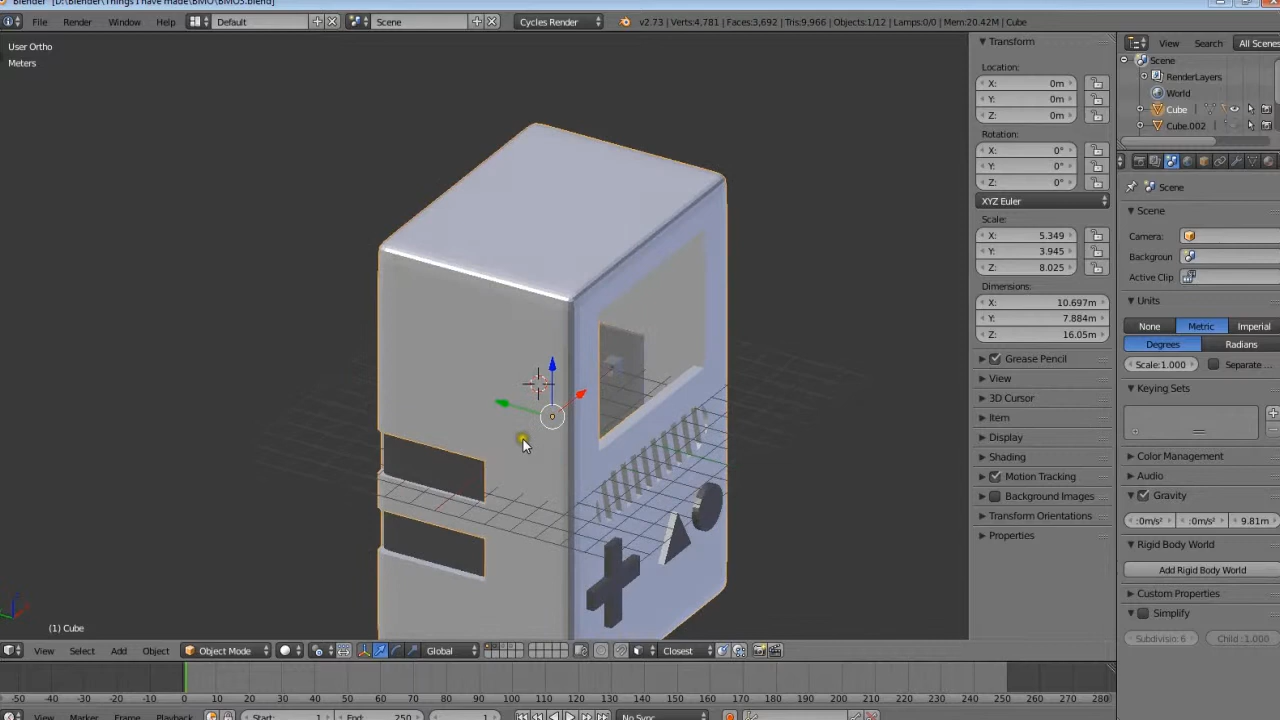 Blender [D:\Blender\Things I have made\BMO\BMO5.blend]
File Render Window Help Default Scene Cycles Render v2.73 | Verts:4,781 | Faces:3,692 | Tris:9,966 | Objects:1/12 | Lamps:0/0 | Mem:20.42M | Cube
User Ortho
Meters
(1) Cube
Transform
Location:
X: 0m
Y: 0m
Z: 0m
Rotation:
X: 0°
Y: 0°
Z: 0°
XYZ Euler
Scale:
X: 5.349
Y: 3.945
Z: 8.025
Dimensions:
X: 10.697m
Y: 7.884m
Z: 16.05m
Grease Pencil
View
3D Cursor
Item
Display
Shading
Motion Tracking
Background Images
Transform Orientations
Properties
View Search All Scenes
Scene
RenderLayers
World
Cube
Cube.002
Scene
Scene
Camera:
Backgroun
Active Clip
Units
None Metric Imperial
Degrees Radians
Scale:1.000 Separate ...
Keying Sets
Color Management
Audio
Gravity
:0m/s² :0m/s² 9.81m
Rigid Body World
Add Rigid Body World
Custom Properties
Simplify
Subdivisio: 6 Child :1.000
View Select Add Object Object Mode Global Closest
-50 -40 -30 -20 -10 0 10 20 30 40 50 60 70 80 90 100 110 120 130 140 150 160 170 180 190 200 210 220 230 240 250 260 270 280
View Marker Frame Playback Start: 1 End: 250 1 No Sync